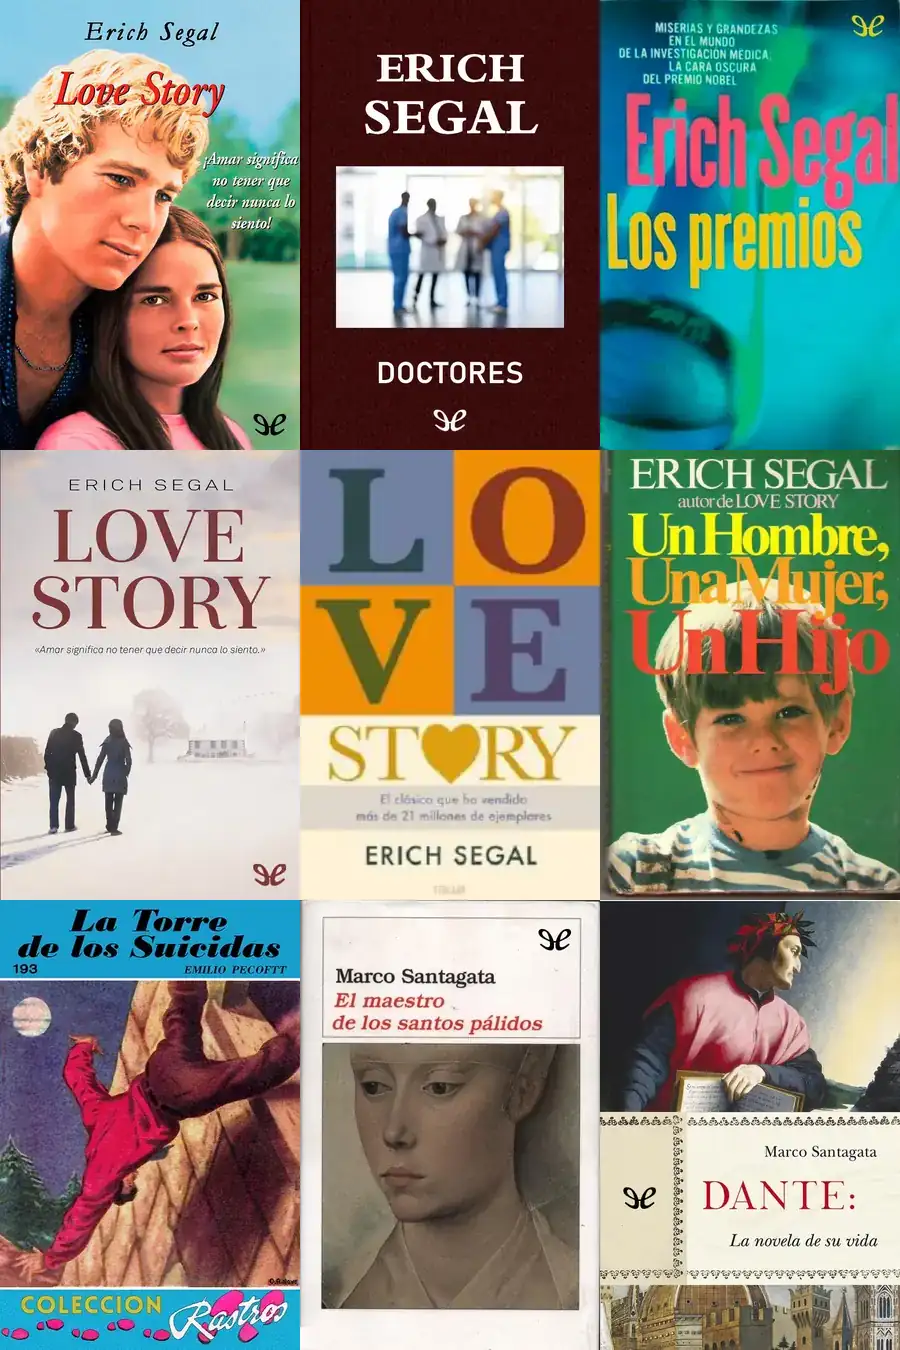 Erich Segal
Love Story
¡Amar significa
no tener que
decir nunca lo
siento!
ERICH
SEGAL
DOCTORES
MISERIAS Y GRANDEZAS
EN EL MUNDO
DE LA INVESTIGACIÓN MÉDICA,
LA CARA OSCURA
DEL PREMIO NOBEL
Erich Segal
Los premios
ERICH SEGAL
LOVE
STORY
«Amar significa no tener que decir nunca lo siento.»
LOVE
STORY
El clásico que ha vendido
más de 21 millones de ejemplares
ERICH SEGAL
ERICH SEGAL
autor de LOVE STORY
Un Hombre,
Una Mujer,
Un Hijo
La Torre
de los Suicidas
193
EMILIO PECOFTT
COLECCION
Rastros
Marco Santagata
El maestro
de los santos pálidos
Marco Santagata
DANTE:
La novela de su vida